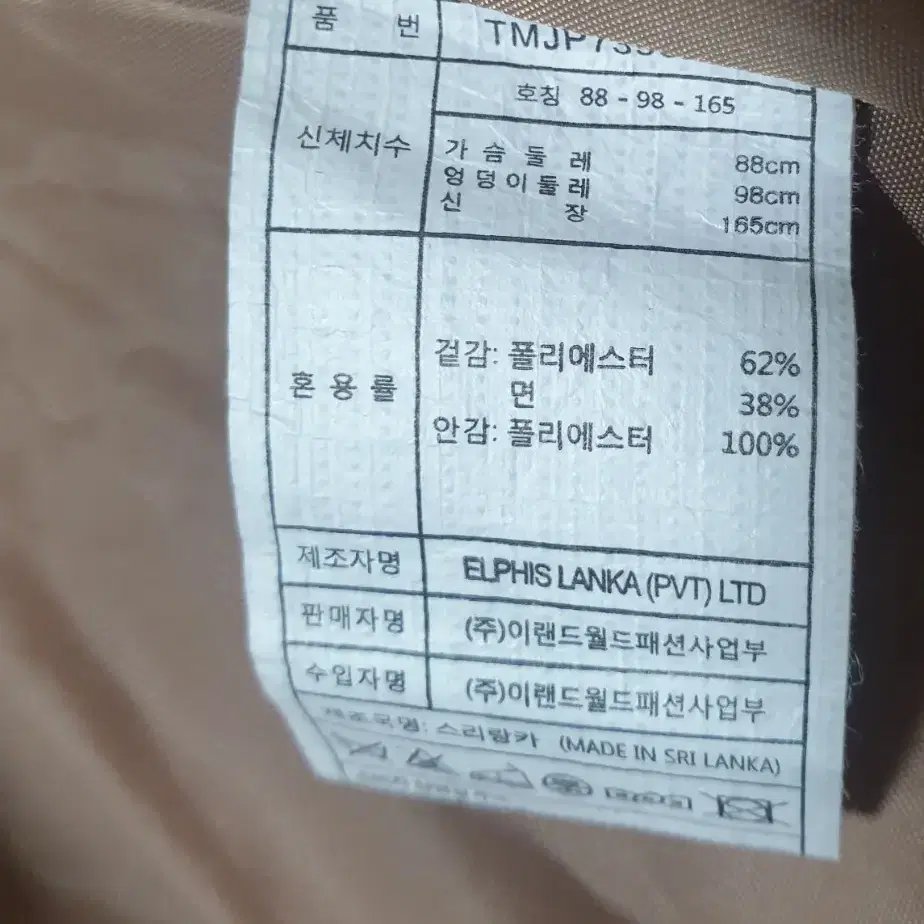 품 번
호칭 88 - 98 - 165
신체치수
가 슴 둘 레 88cm
엉덩이둘레 98cm
신 장 165cm
혼 용 률
겉감: 폴리에스터 62%
면 38%
안감: 폴리에스터 100%
제조자명 ELPHIS LANKA (PVT) LTD
판매자명 (주)이랜드월드패션사업부
수입자명 (주)이랜드월드패션사업부
제조국명: 스리랑카 (MADE IN SRI LANKA)